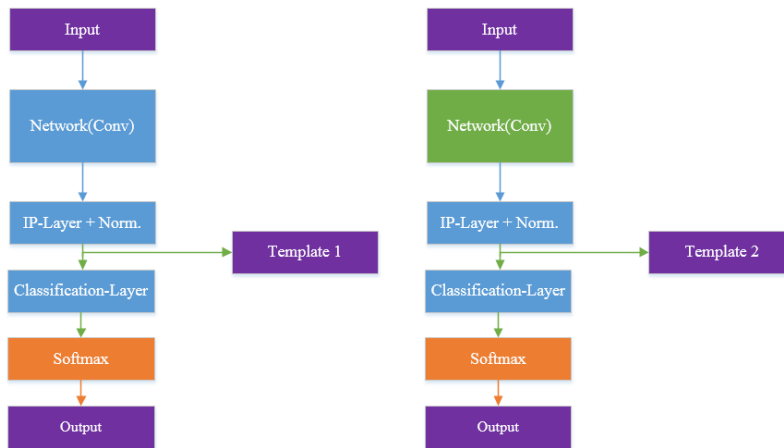 Input
Network(Conv)
IP-Layer + Norm.
Template 1
Classification-Layer
Softmax
Output
Input
Network(Conv)
IP-Layer + Norm.
Template 2
Classification-Layer
Softmax
Output